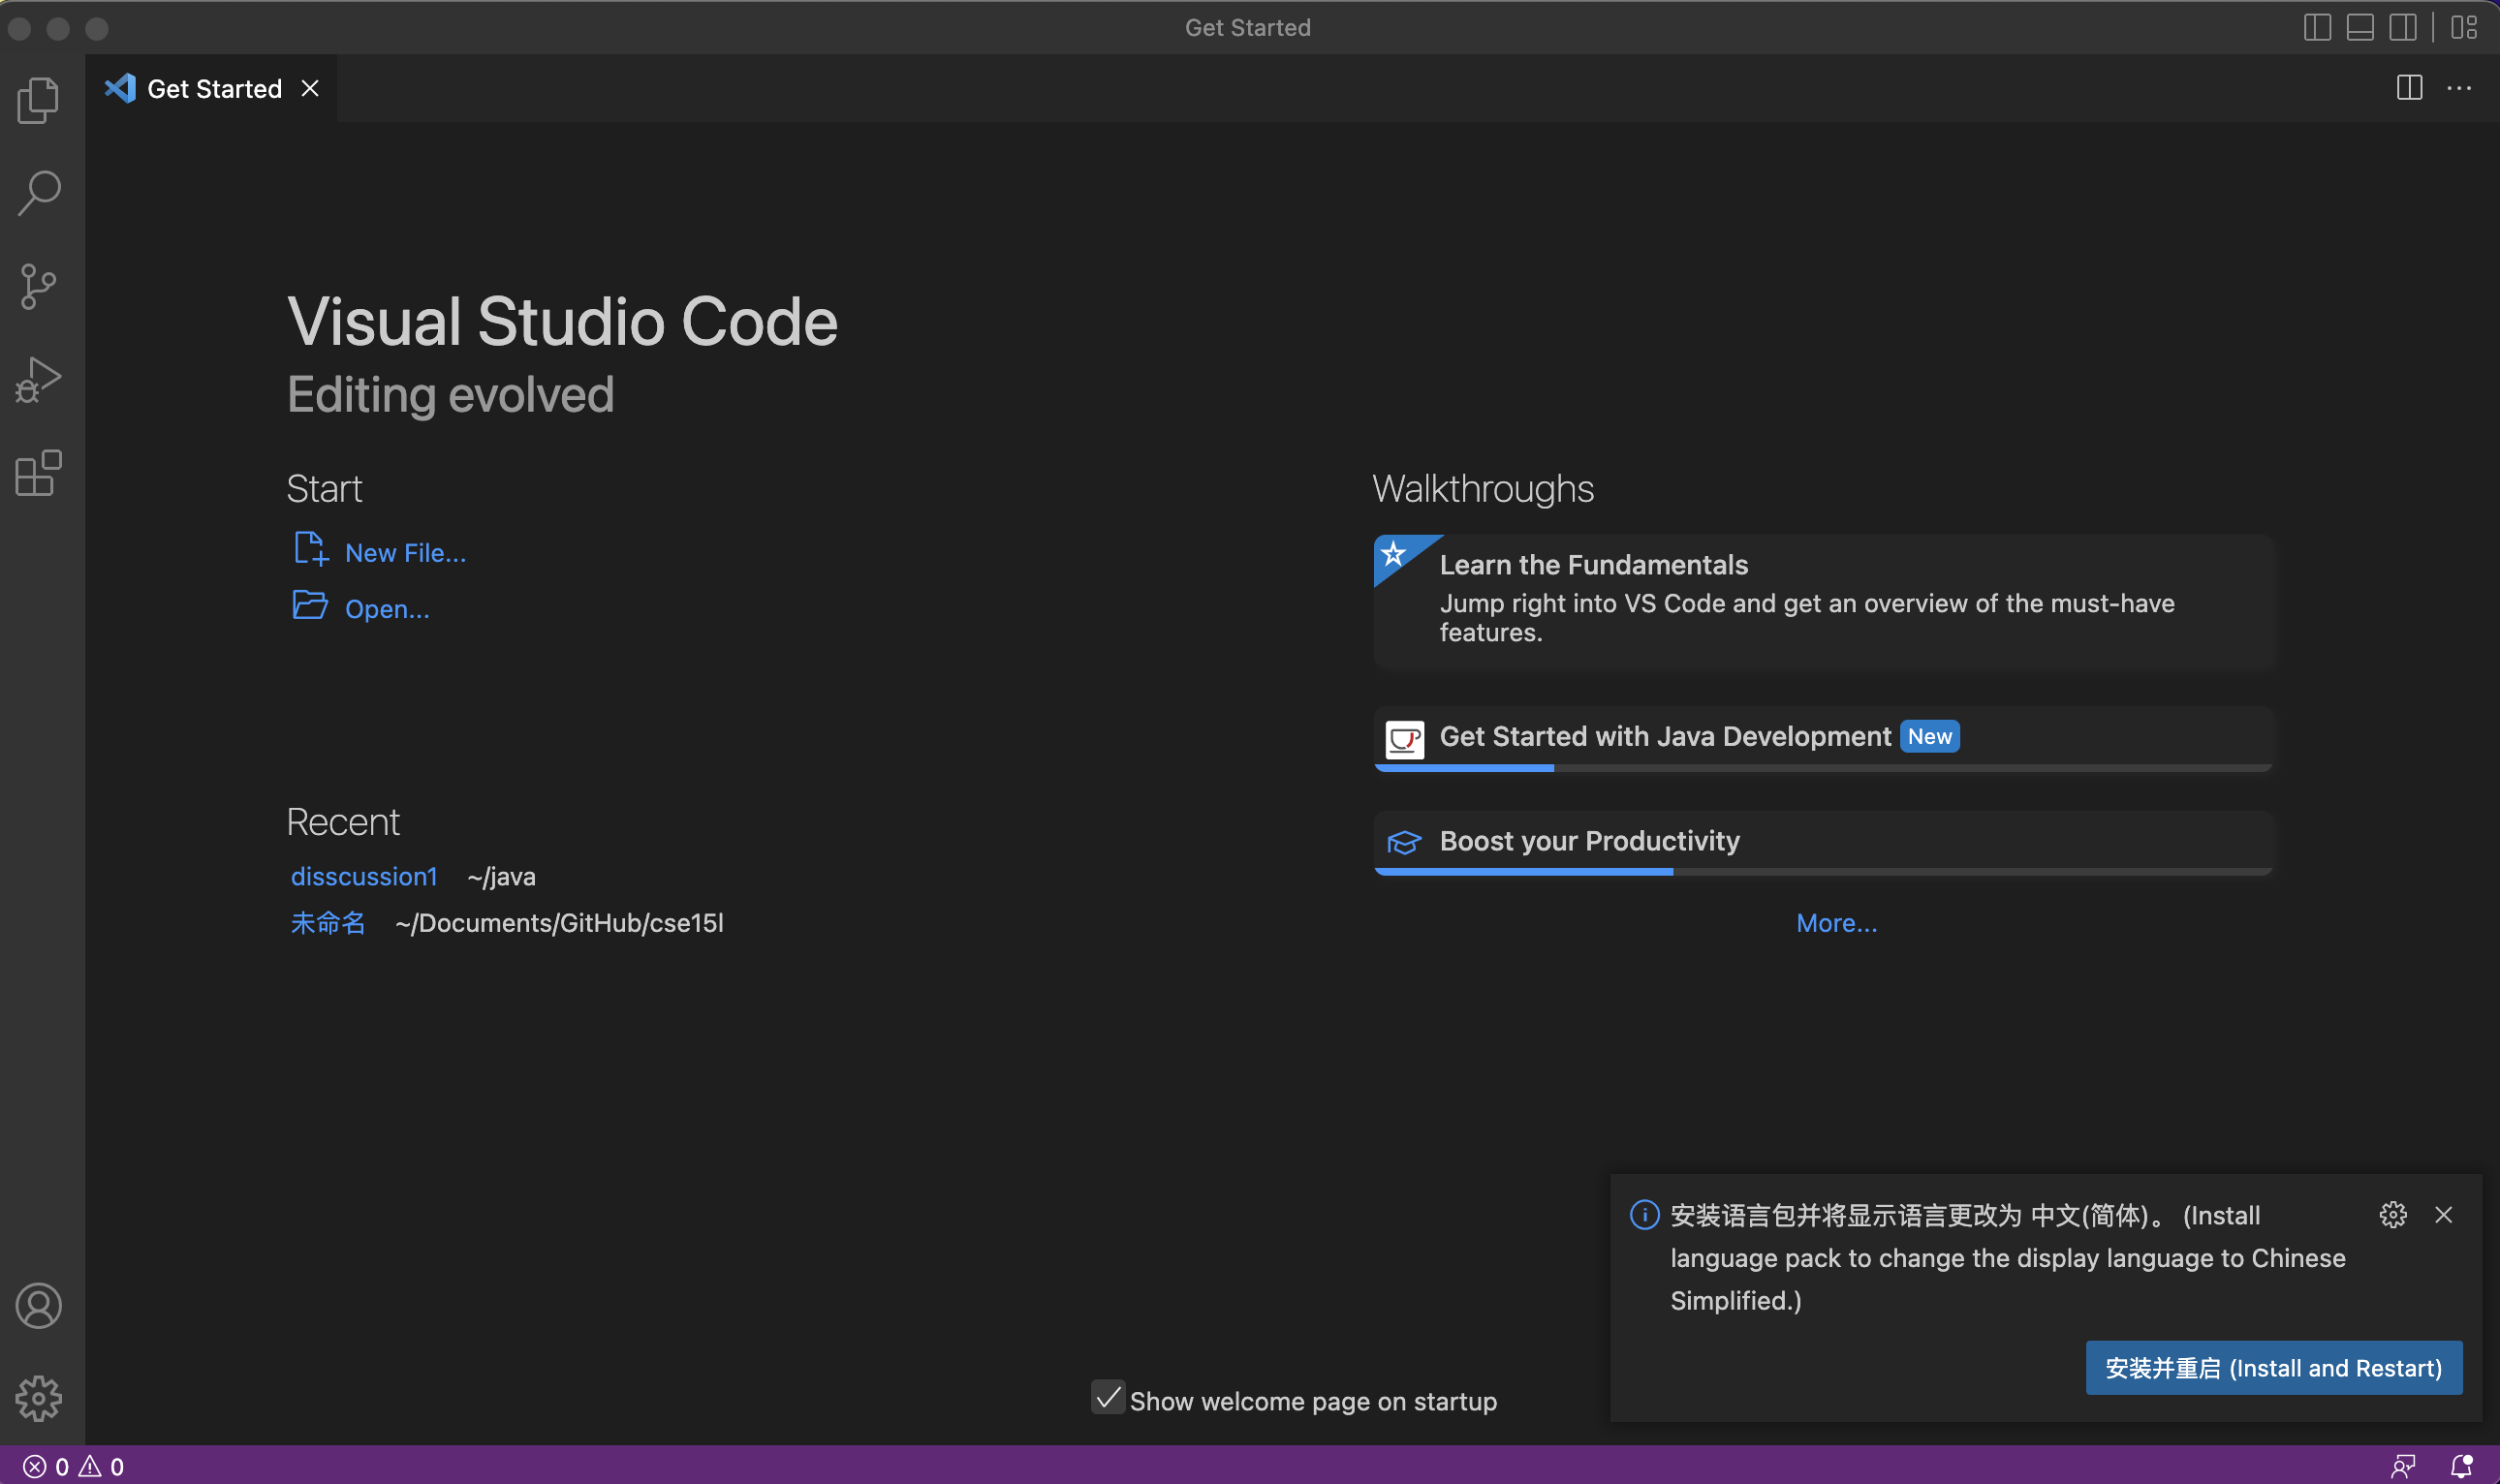 Get Started
Get Started
Visual Studio Code
Editing evolved
Start
New File...
Open...
Recent
disscussion1 ~/java
未命名 ~/Documents/GitHub/cse15l
Walkthroughs
Learn the Fundamentals
Jump right into VS Code and get an overview of the must-have
features.
Get Started with Java Development New
Boost your Productivity
More...
安装语言包并将显示语言更改为 中文(简体)。 (Install
language pack to change the display language to Chinese
Simplified.)
安装并重启 (Install and Restart)
Show welcome page on startup
0 0